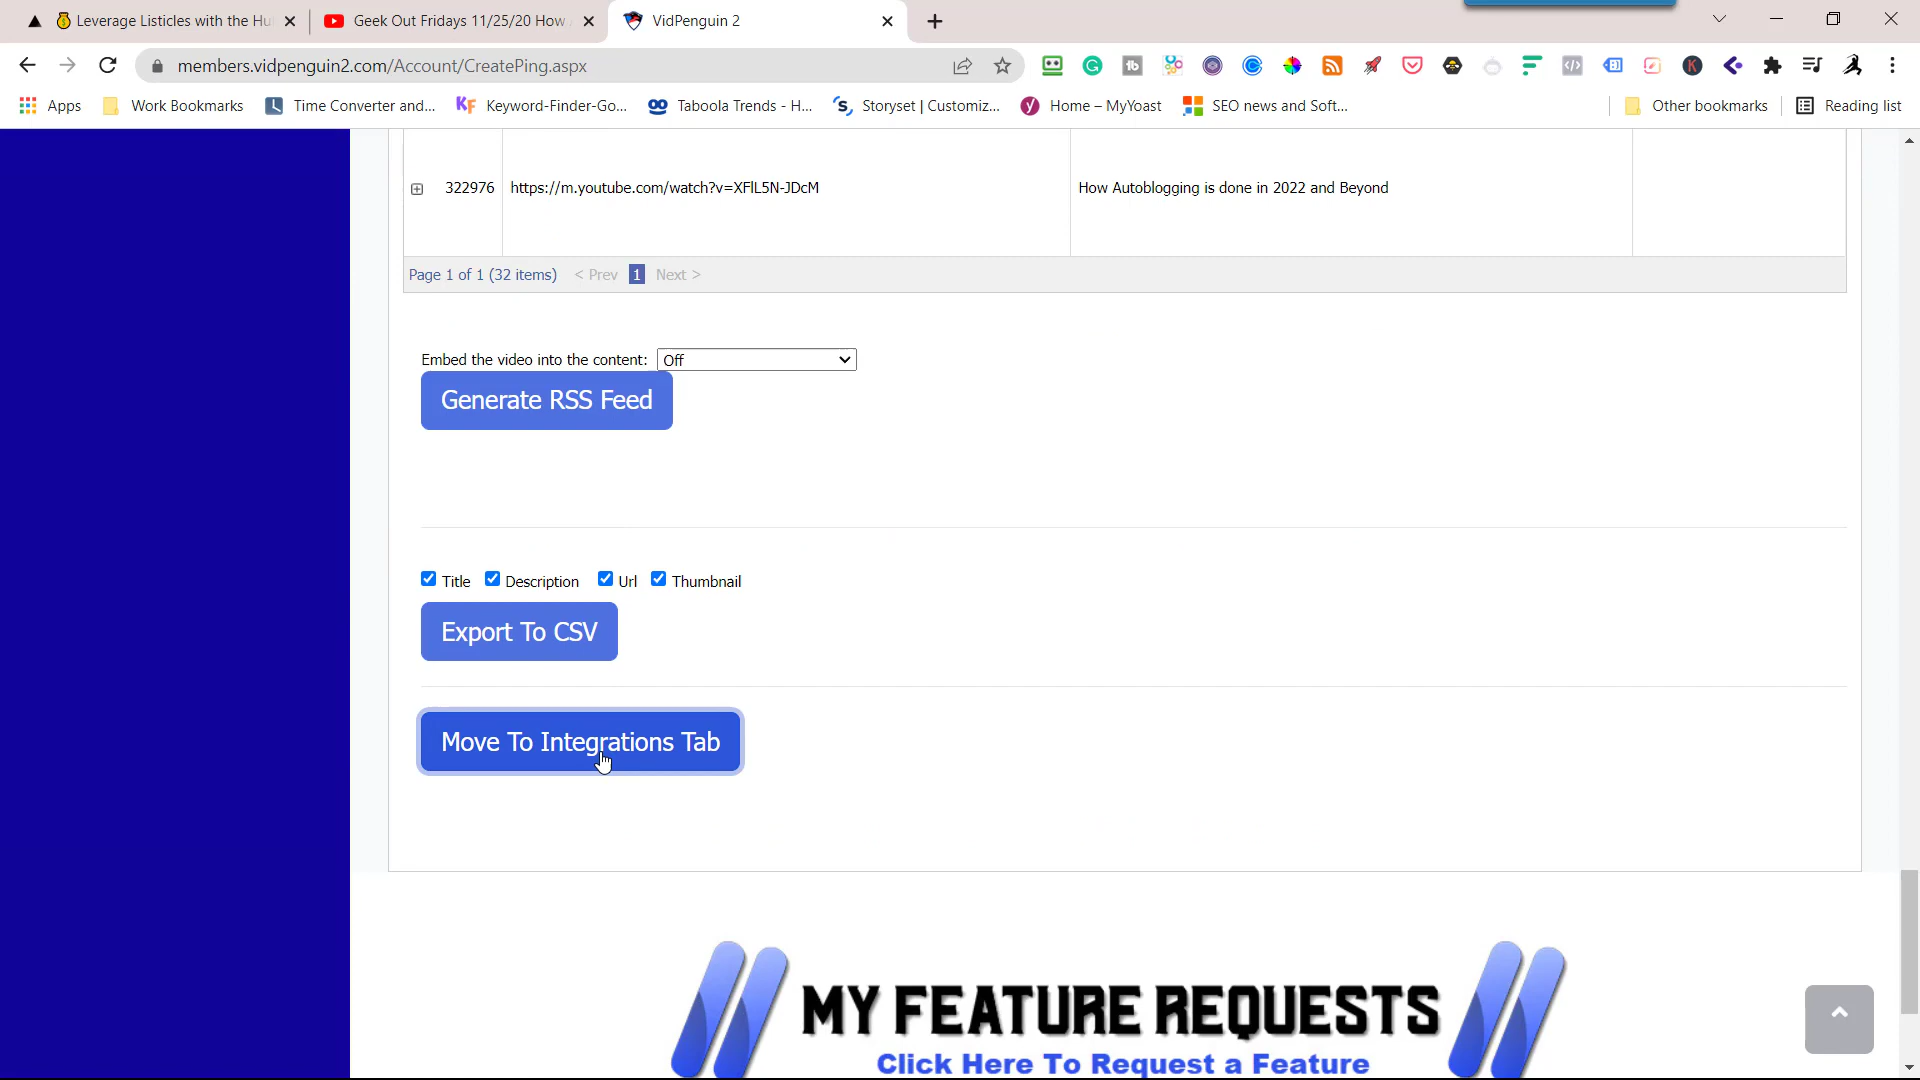 Leverage Listicles with the Hu
Geek Out Fridays 11/25/20 How
VidPenguin 2
members.vidpenguin2.com/Account/CreatePing.aspx
Apps
Work Bookmarks
Time Converter and...
Keyword-Finder-Go...
Taboola Trends - H...
Storyset | Customiz...
Home – MyYoast
SEO news and Soft...
Other bookmarks
Reading list
322976
https://m.youtube.com/watch?v=XFlL5N-JDcM
How Autoblogging is done in 2022 and Beyond
Page 1 of 1 (32 items) < Prev 1 Next >
Embed the video into the content: Off
Generate RSS Feed
Title Description Url Thumbnail
Export To CSV
Move To Integrations Tab
MY FEATURE REQUESTS
Click Here To Request a Feature